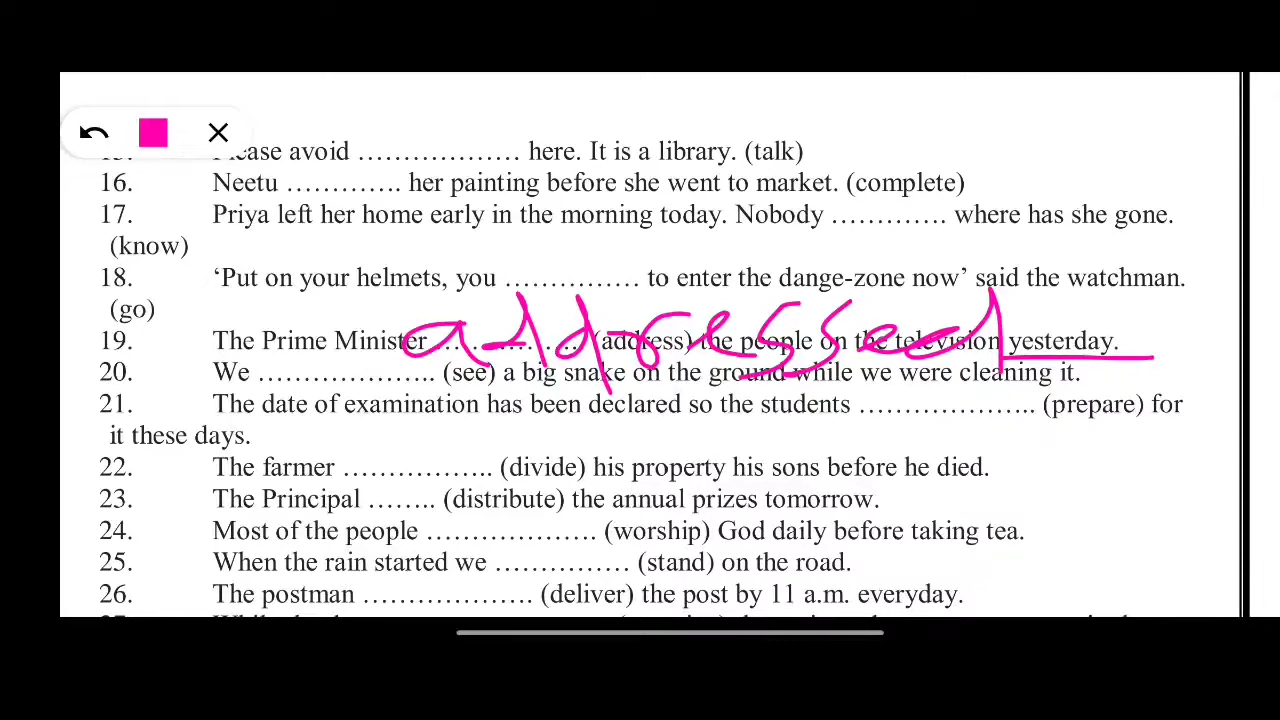 ease avoid ……………… here. It is a library. (talk)
16. Neetu …………. her painting before she went to market. (complete)
17. Priya left her home early in the morning today. Nobody …………. where has she gone.
(know)
18. ‘Put on your helmets, you …………… to enter the dange-zone now’ said the watchman.
(go)
addressed
19. The Prime Minister ……………. (address) the people on the television yesterday.
20. We ………………. (see) a big snake on the ground while we were cleaning it.
21. The date of examination has been declared so the students ……………….. (prepare) for
it these days.
22. The farmer …………….. (divide) his property his sons before he died.
23. The Principal …….. (distribute) the annual prizes tomorrow.
24. Most of the people ………………. (worship) God daily before taking tea.
25. When the rain started we …………… (stand) on the road.
26. The postman ………………. (deliver) the post by 11 a.m. everyday.